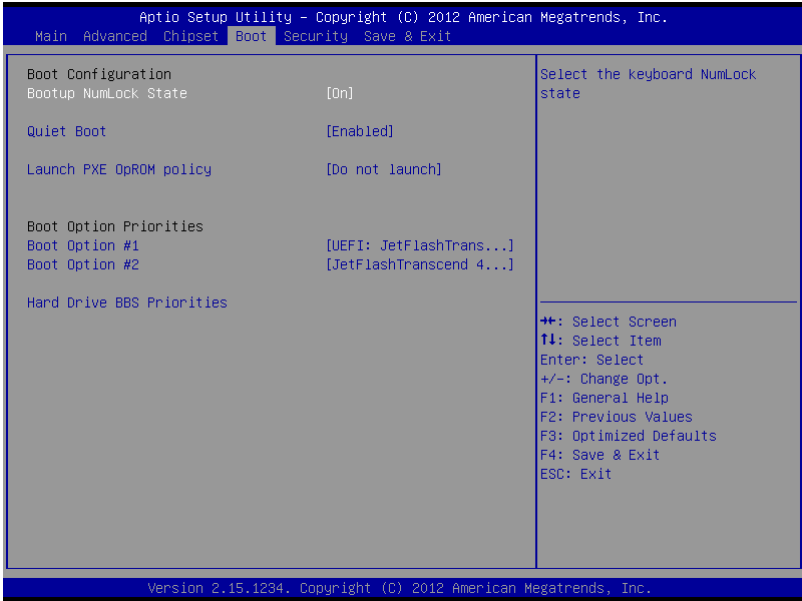 Aptio Setup Utility – Copyright (C) 2012 American Megatrends, Inc.
Main Advanced Chipset Boot Security Save & Exit
Boot Configuration
Bootup NumLock State [On]
Quiet Boot [Enabled]
Launch PXE OpROM policy [Do not launch]
Boot Option Priorities
Boot Option #1 [UEFI: JetFlashTrans...]
Boot Option #2 [JetFlashTranscend 4...]
Hard Drive BBS Priorities
Select the keyboard NumLock
state
→←: Select Screen
↑↓: Select Item
Enter: Select
+/-: Change Opt.
F1: General Help
F2: Previous Values
F3: Optimized Defaults
F4: Save & Exit
ESC: Exit
Version 2.15.1234. Copyright (C) 2012 American Megatrends, Inc.